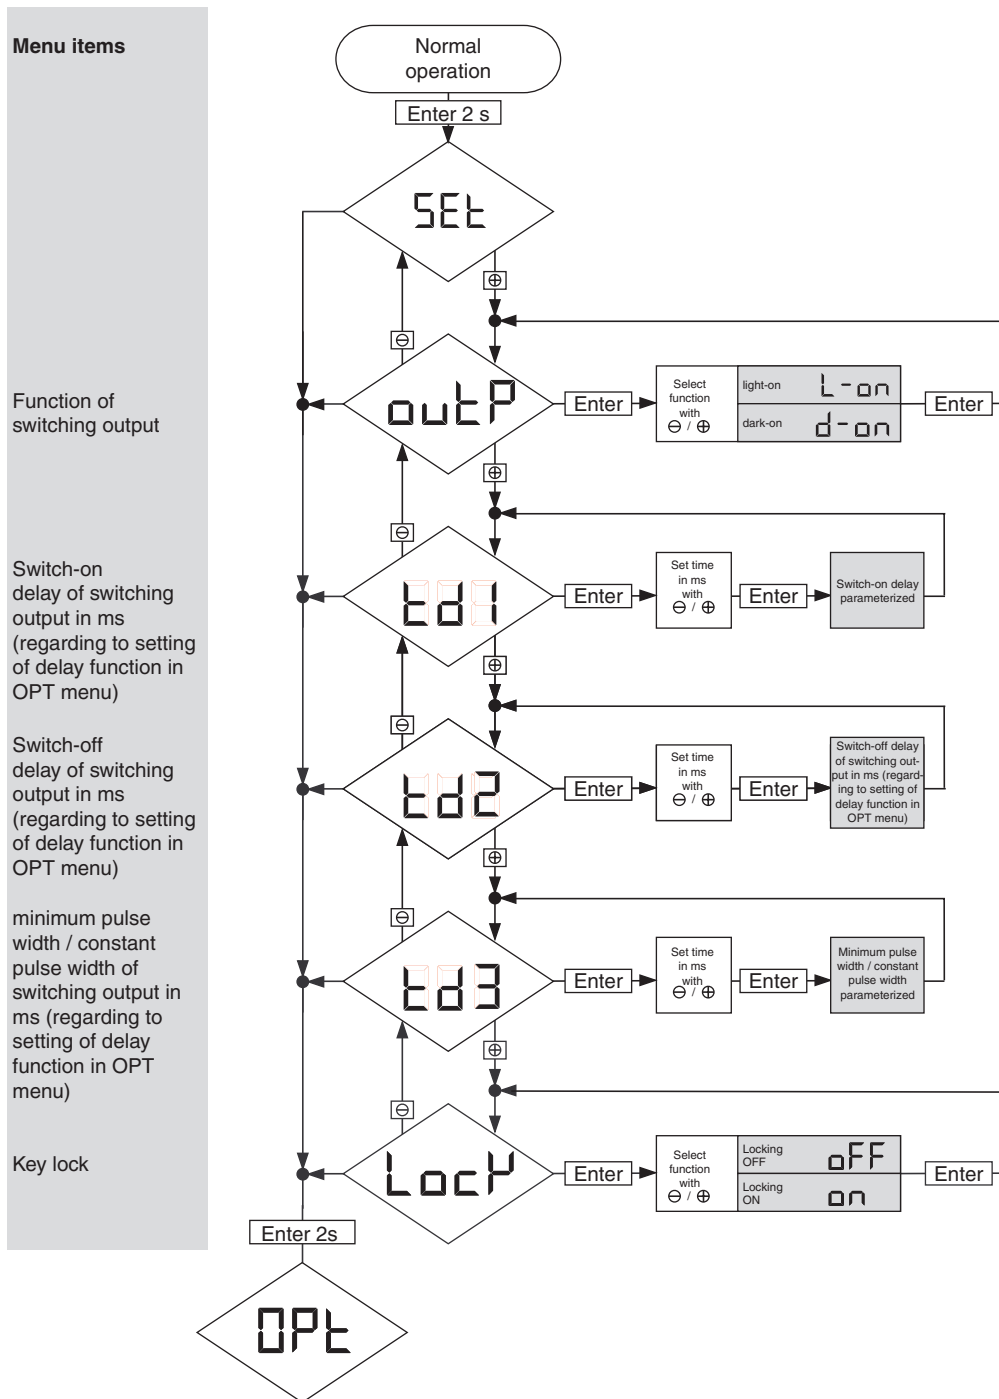 Menu items
Normal
operation
Enter 2 s
SEt
⊕
⊖
Function of
switching output
outP
Enter
Select
function
with
⊖ / ⊕
light-on
L-on
dark-on
d-on
Enter
⊕
⊖
Switch-on
delay of switching
output in ms
(regarding to setting
of delay function in
OPT menu)
td1
Enter
Set time
in ms
with
⊖ / ⊕
Enter
Switch-on delay
parameterized
⊕
⊖
Switch-off
delay of switching
output in ms
(regarding to setting
of delay function in
OPT menu)
td2
Enter
Set time
in ms
with
⊖ / ⊕
Enter
Switch-off delay
of switching out-
put in ms (regard-
ing to setting of
delay function in
OPT menu)
⊕
⊖
minimum pulse
width / constant
pulse width of
switching output in
ms (regarding to
setting of delay
function in OPT
menu)
td3
Enter
Set time
in ms
with
⊖ / ⊕
Enter
Minimum pulse
width / constant
pulse width
parameterized
⊕
⊖
Key lock
LocK
Enter
Select
function
with
⊖ / ⊕
Locking
OFF
oFF
Locking
ON
on
Enter
Enter 2s
OPt